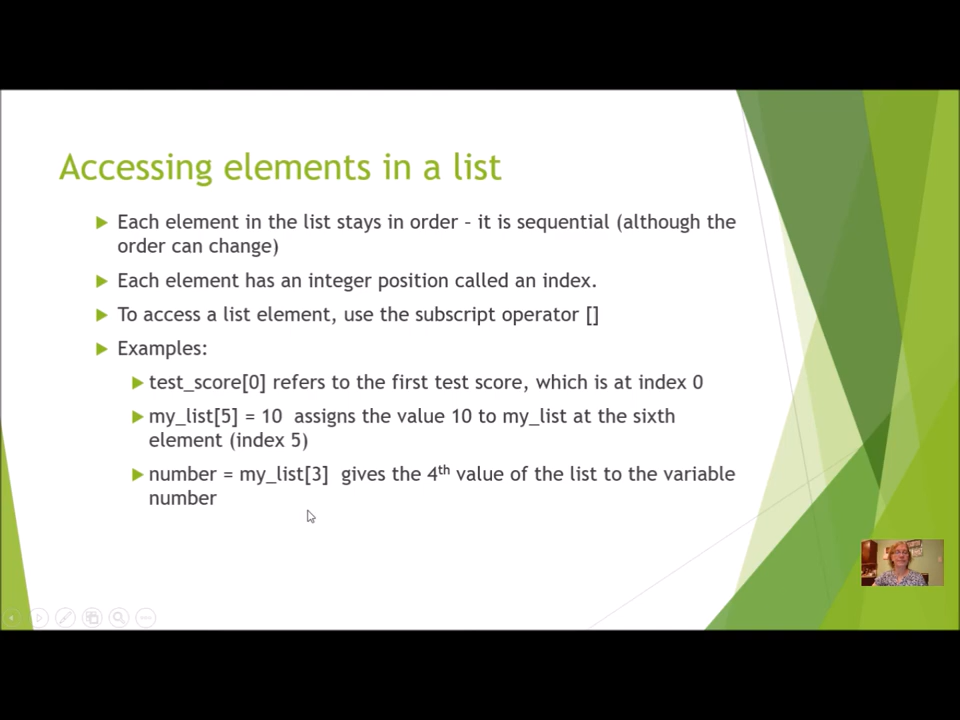 Accessing elements in a list
Each element in the list stays in order – it is sequential (although the
order can change)
Each element has an integer position called an index.
To access a list element, use the subscript operator []
Examples:
test_score[0] refers to the first test score, which is at index 0
my_list[5] = 10  assigns the value 10 to my_list at the sixth
element (index 5)
number = my_list[3]  gives the 4th value of the list to the variable
number